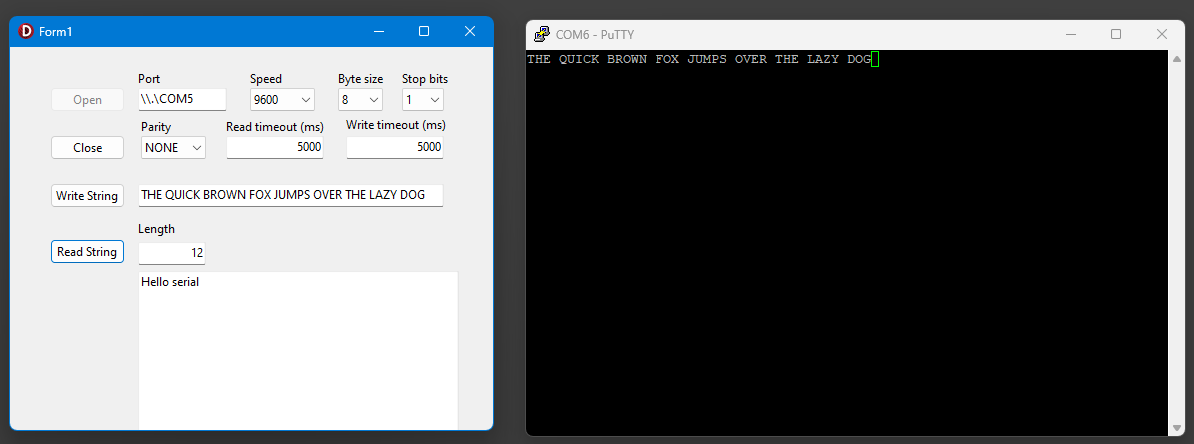 Form1
Port Speed Byte size Stop bits
Open \\.\COM5 9600 8 1
Parity Read timeout (ms) Write timeout (ms)
Close NONE 5000 5000
Write String THE QUICK BROWN FOX JUMPS OVER THE LAZY DOG
Length
Read String 12
Hello serial
COM6 - PuTTY
THE QUICK BROWN FOX JUMPS OVER THE LAZY DOG